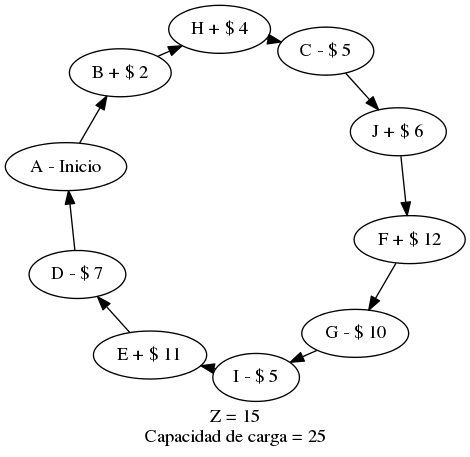 H + $ 4
C - $ 5
B + $ 2
J + $ 6
A - Inicio
F + $ 12
D - $ 7
G - $ 10
E + $ 11
I - $ 5
Z = 15
Capacidad de carga = 25